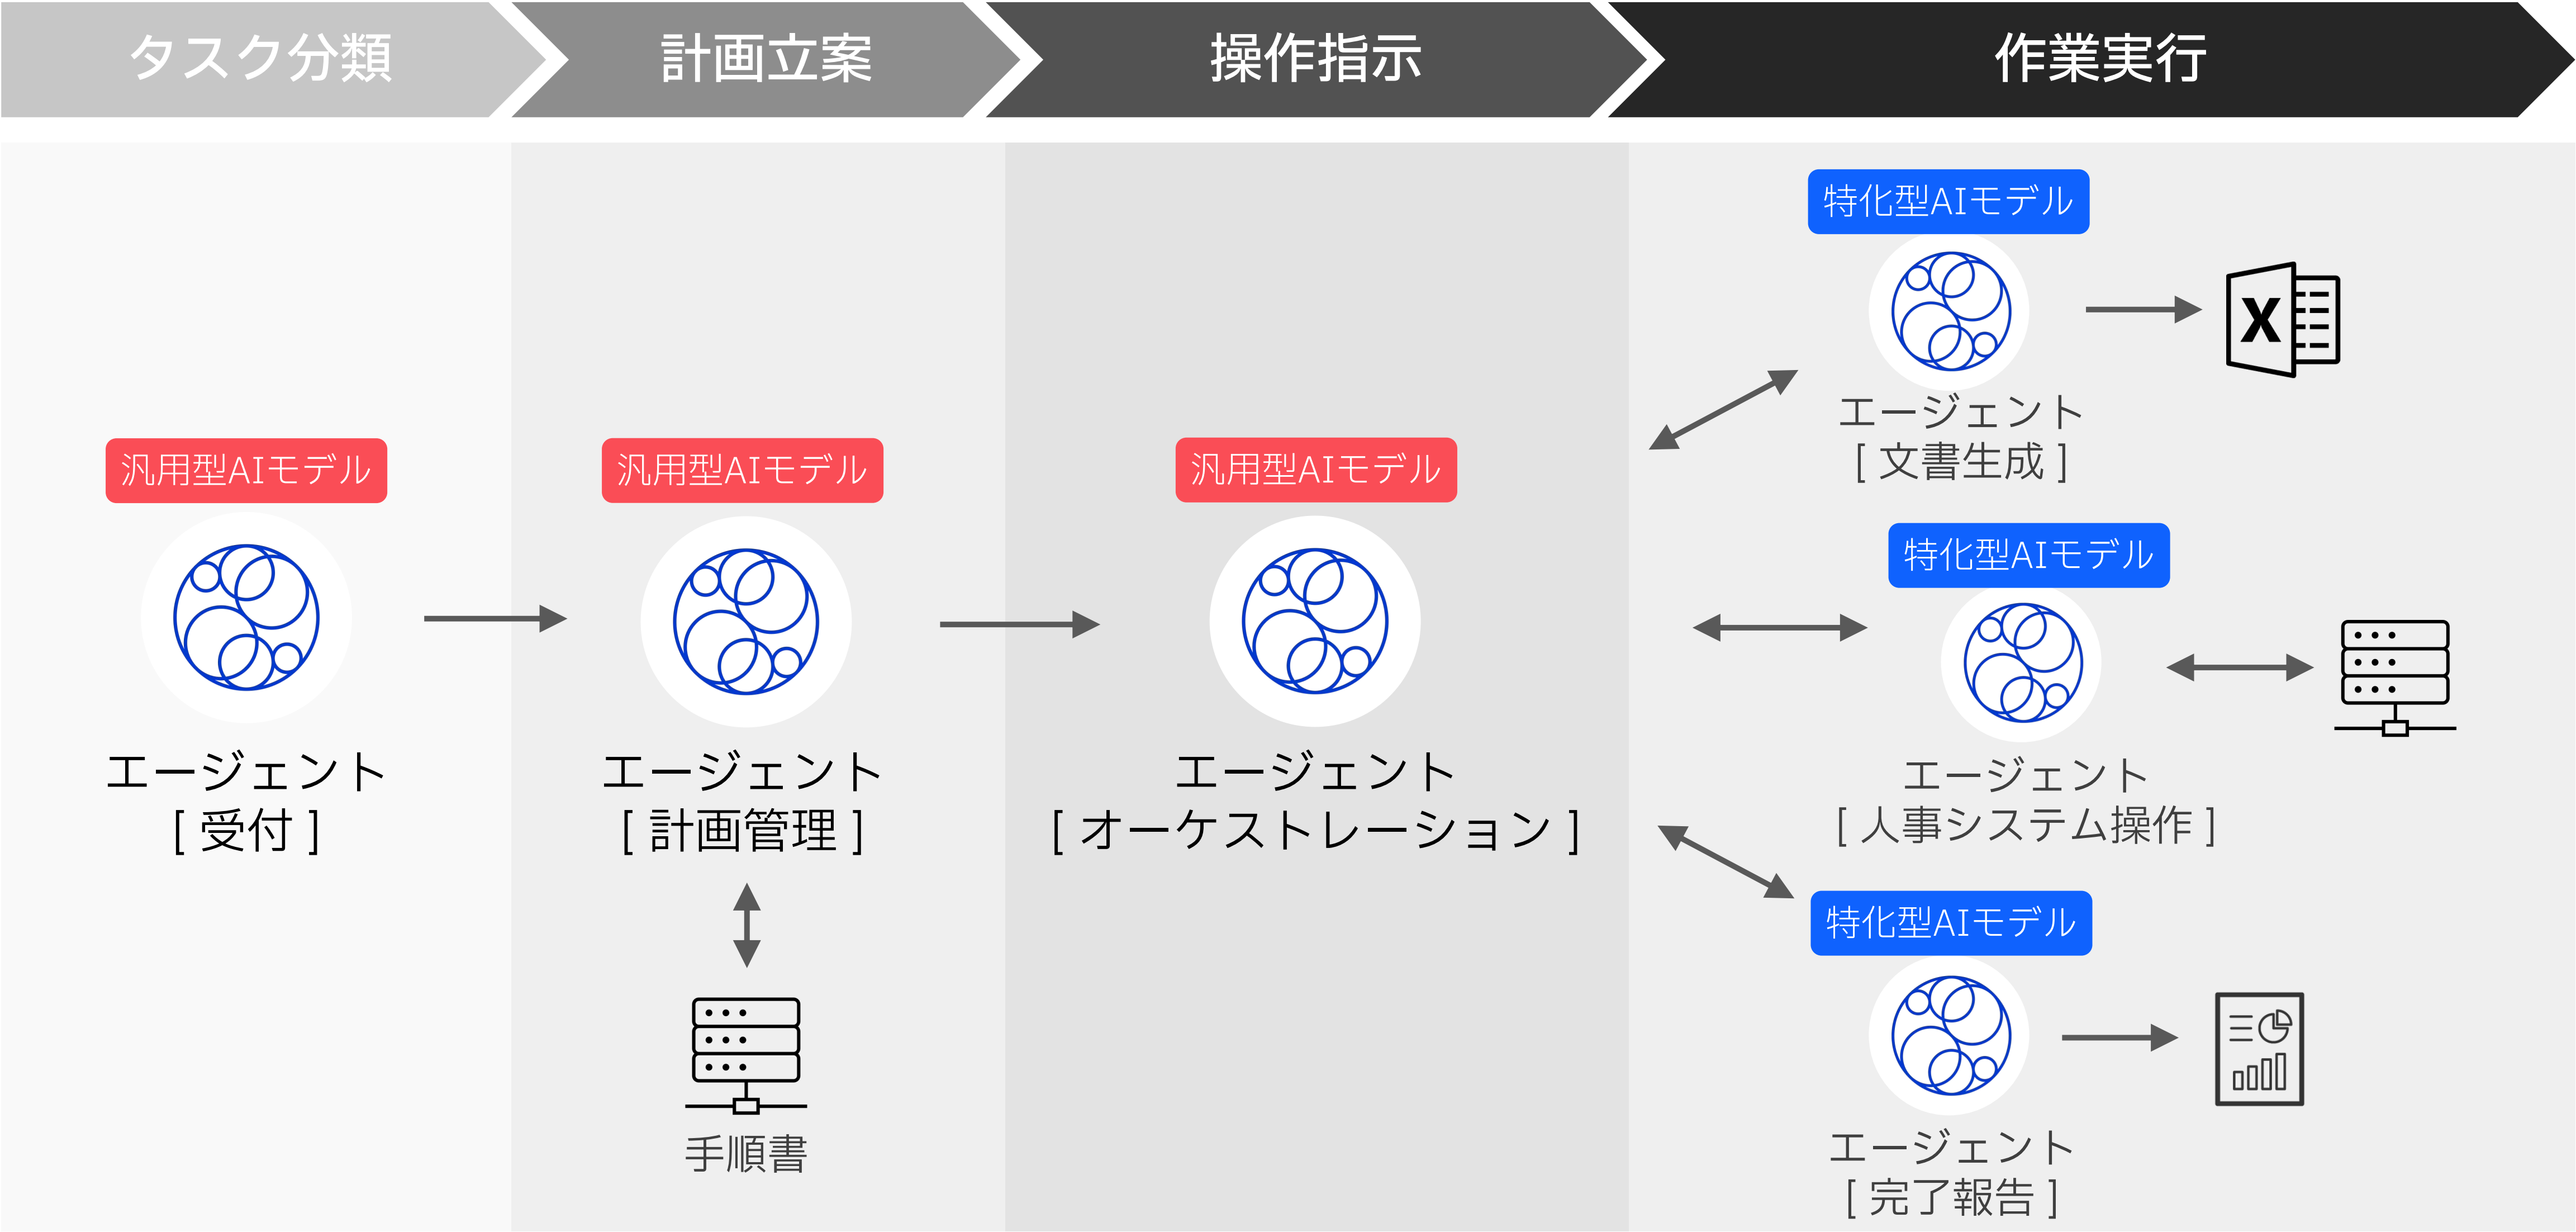 タスク分類
計画立案
操作指示
作業実行
汎用型AIモデル
エージェント
[ 受付 ]
汎用型AIモデル
エージェント
[ 計画管理 ]
手順書
汎用型AIモデル
エージェント
[ オーケストレーション ]
特化型AIモデル
エージェント
[ 文書生成 ]
X
特化型AIモデル
エージェント
[ 人事システム操作 ]
特化型AIモデル
エージェント
[ 完了報告 ]